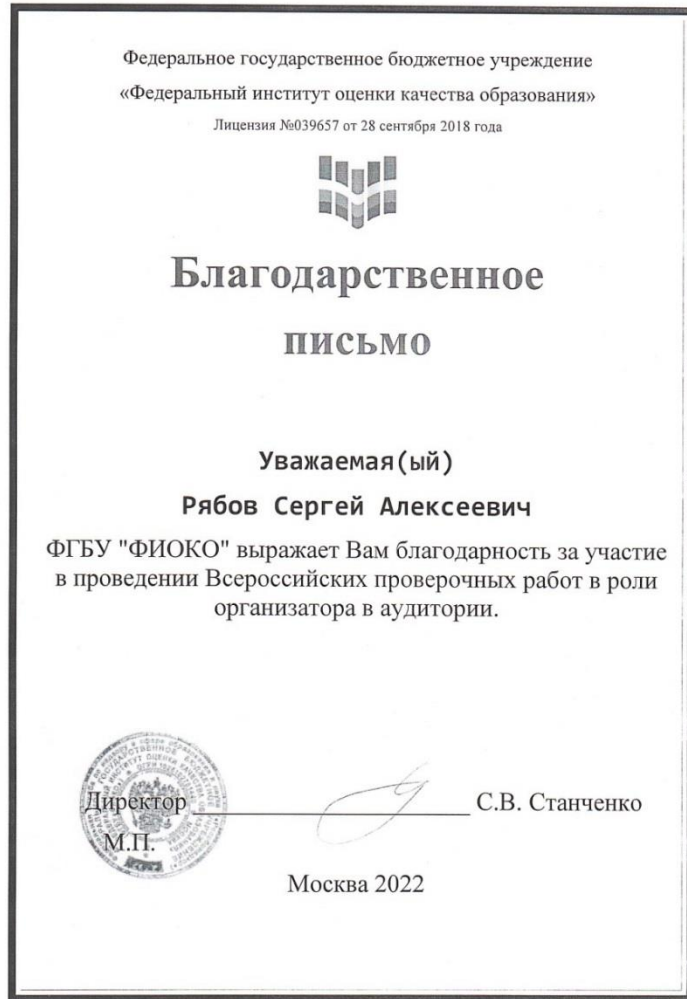 Федеральное государственное бюджетное учреждение
«Федеральный институт оценки качества образования»
Лицензия №039657 от 28 сентября 2018 года
Благодарственное
письмо
Уважаемая(ый)
Рябов Сергей Алексеевич
ФГБУ "ФИОКО" выражает Вам благодарность за участие
в проведении Всероссийских проверочных работ в роли
организатора в аудитории.
Директор С.В. Станченко
М.П.
Москва 2022